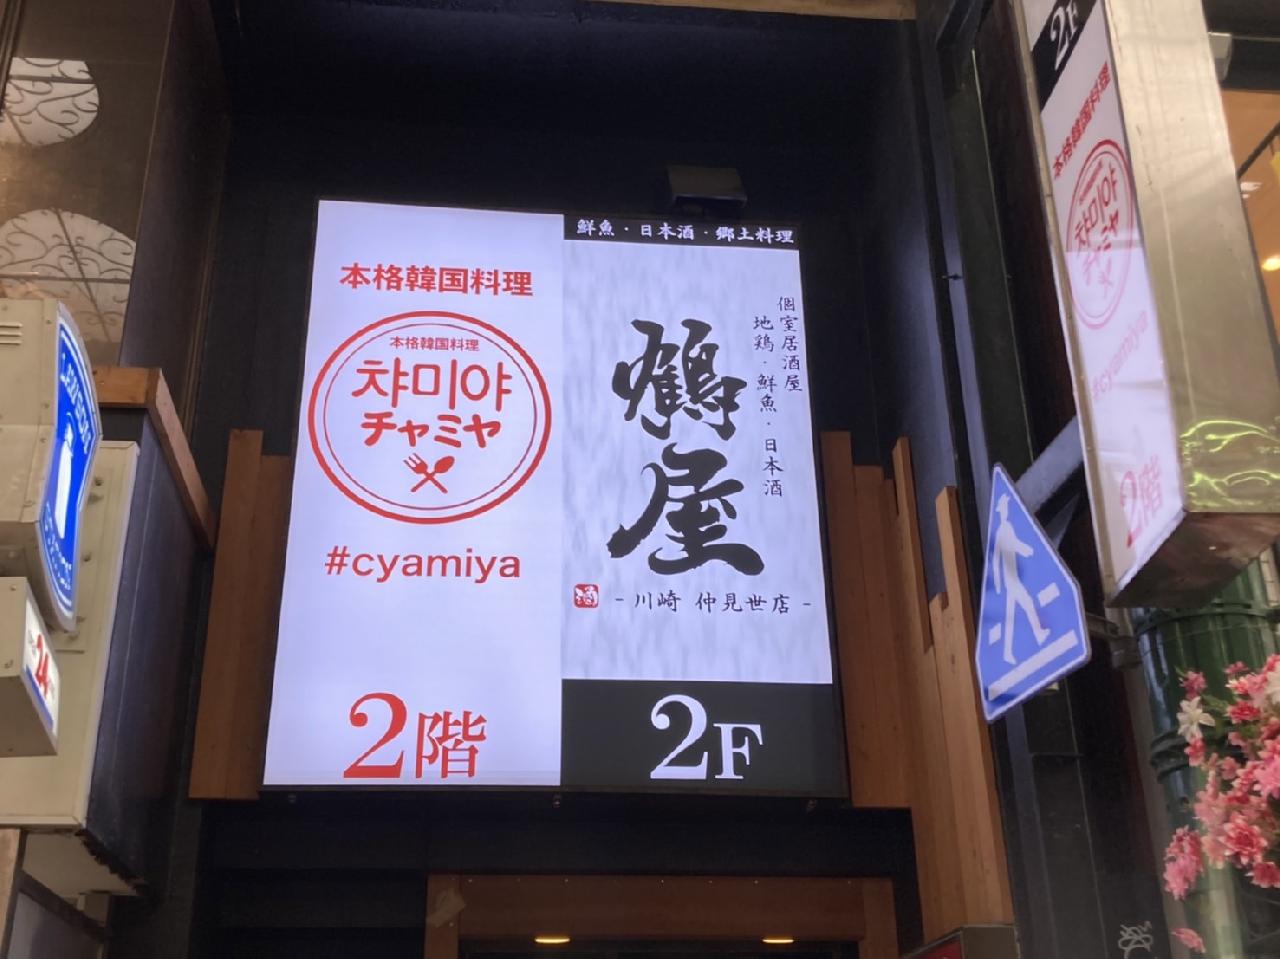 本格韓国料理
本格韓国料理
챠미야
チャミヤ
#cyamiya
2階
鮮魚・日本酒・郷土料理
個室居酒屋
地鶏・鮮魚・日本酒
鶴屋
酒
- 川崎 仲見世店 -
2F
2F
本格韓国料理
챠미야
チャミヤ
#cyamiya
2階